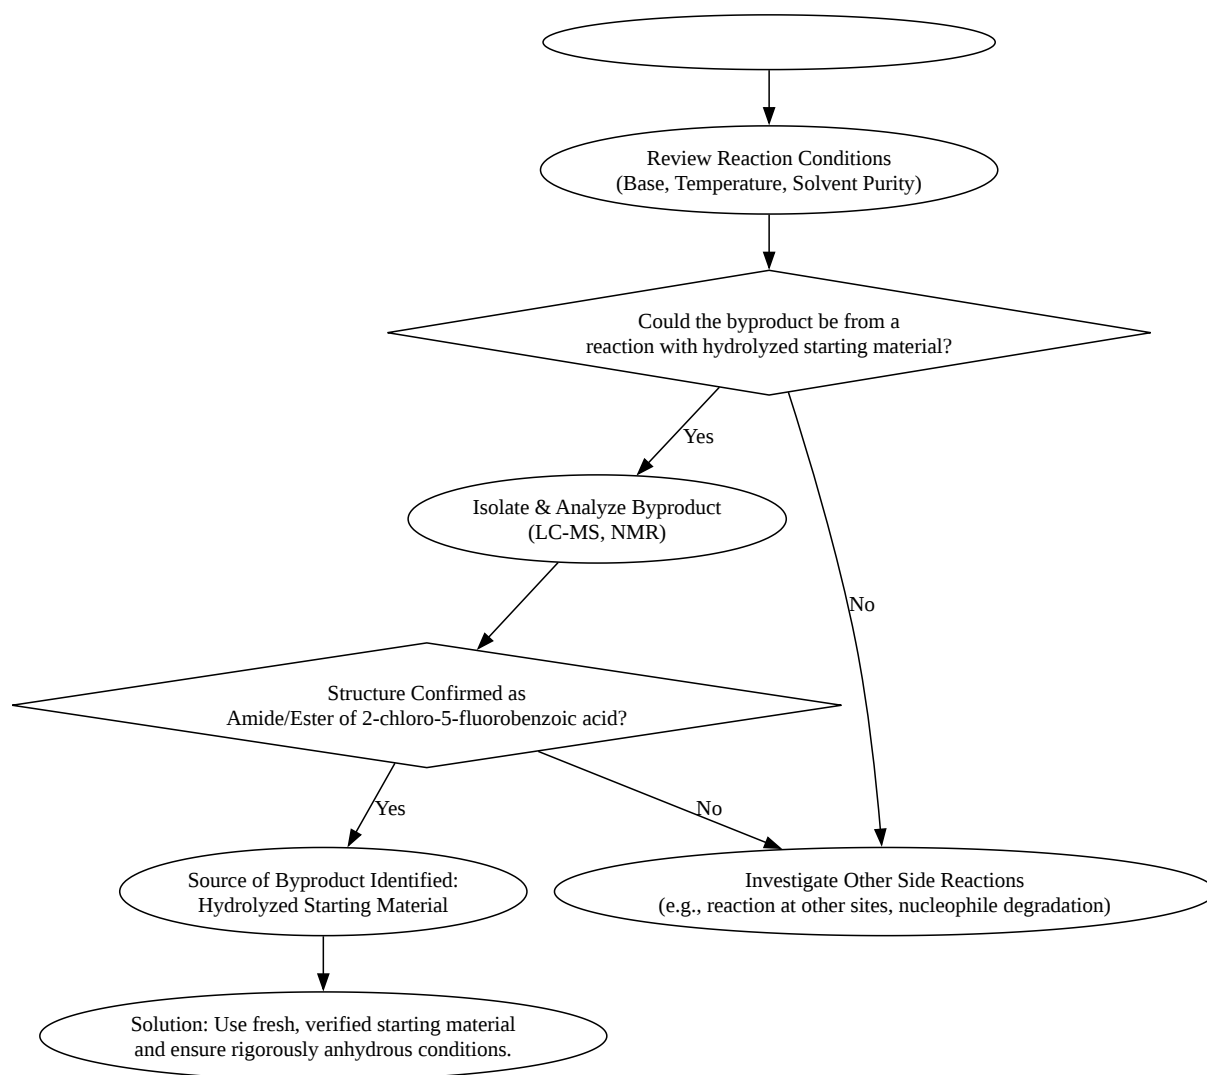 Review Reaction Conditions
(Base, Temperature, Solvent Purity)
Could the byproduct be from a
reaction with hydrolyzed starting material?
Yes
Isolate & Analyze Byproduct
(LC-MS, NMR)
No
Structure Confirmed as
Amide/Ester of 2-chloro-5-fluorobenzoic acid?
Yes
No
Source of Byproduct Identified:
Hydrolyzed Starting Material
Investigate Other Side Reactions
(e.g., reaction at other sites, nucleophile degradation)
Solution: Use fresh, verified starting material
and ensure rigorously anhydrous conditions.